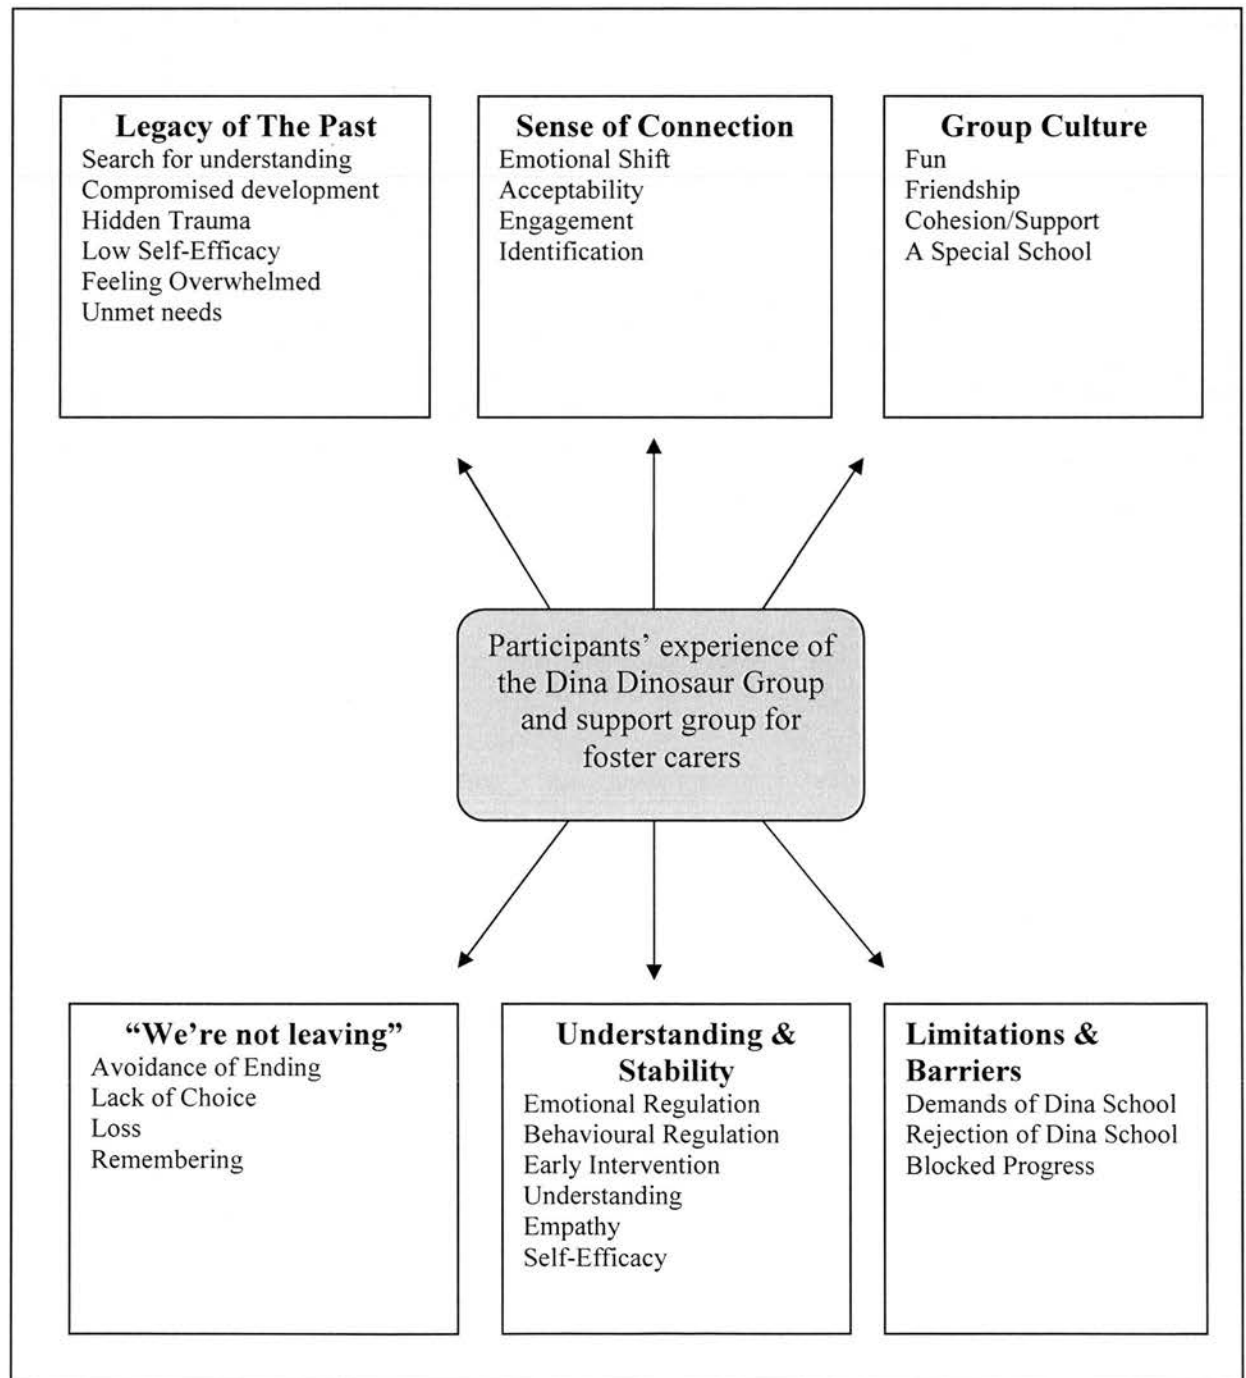 Legacy of The Past
Search for understanding
Compromised development
Hidden Trauma
Low Self-Efficacy
Feeling Overwhelmed
Unmet needs
Sense of Connection
Emotional Shift
Acceptability
Engagement
Identification
Group Culture
Fun
Friendship
Cohesion/Support
A Special School
Participants’ experience of
the Dina Dinosaur Group
and support group for
foster carers
“We’re not leaving”
Avoidance of Ending
Lack of Choice
Loss
Remembering
Understanding &
Stability
Emotional Regulation
Behavioural Regulation
Early Intervention
Understanding
Empathy
Self-Efficacy
Limitations &
Barriers
Demands of Dina School
Rejection of Dina School
Blocked Progress